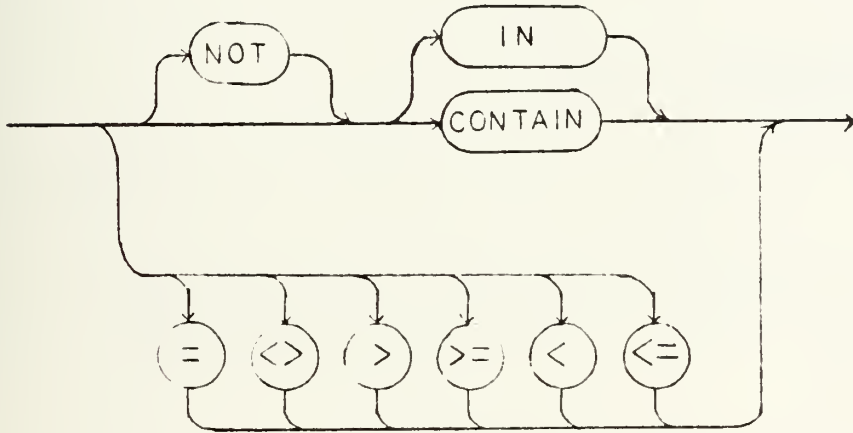 NOT
IN
CONTAIN
= <> > >= < <=